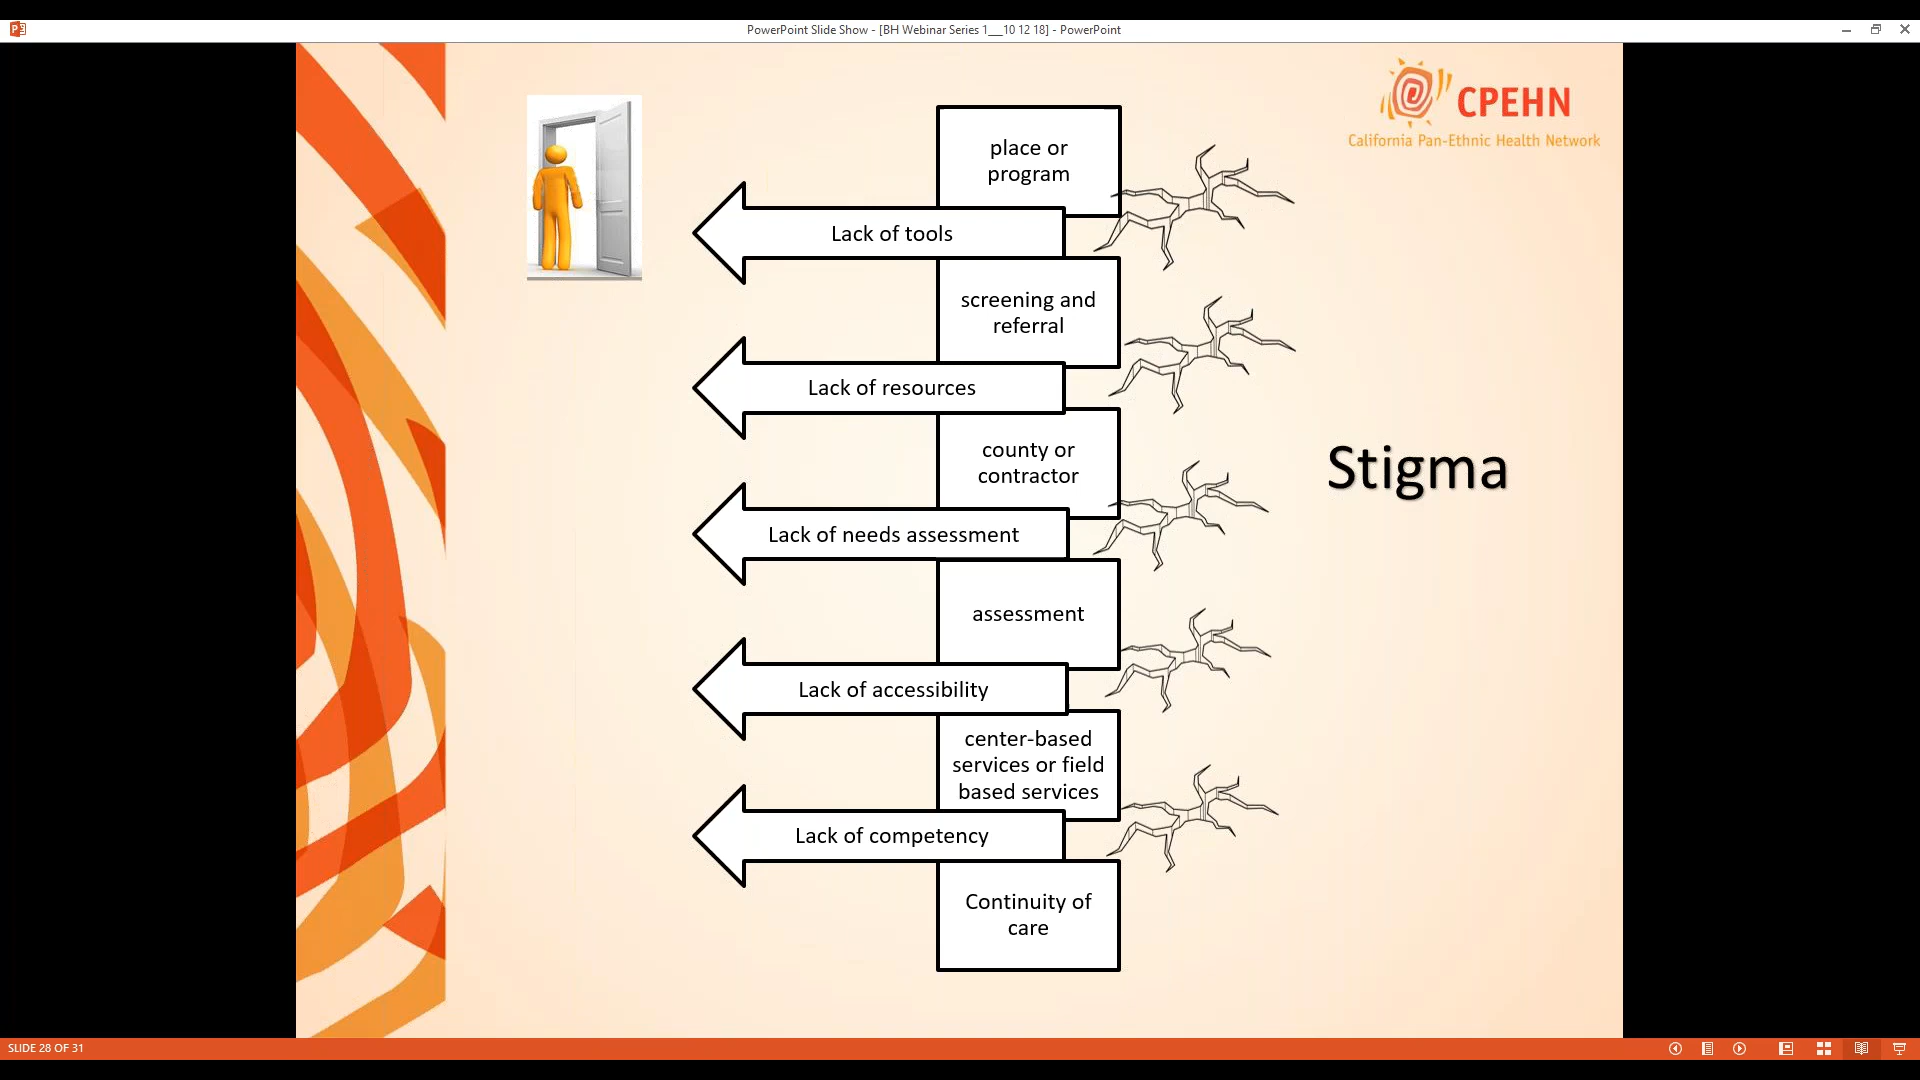 PowerPoint Slide Show - [BH Webinar Series 1__10 12 18] - PowerPoint
CPEHN
California Pan-Ethnic Health Network
place or
program
Lack of tools
screening and
referral
Lack of resources
county or
contractor
Stigma
Lack of needs assessment
assessment
Lack of accessibility
center-based
services or field
based services
Lack of competency
Continuity of
care
SLIDE 28 OF 31